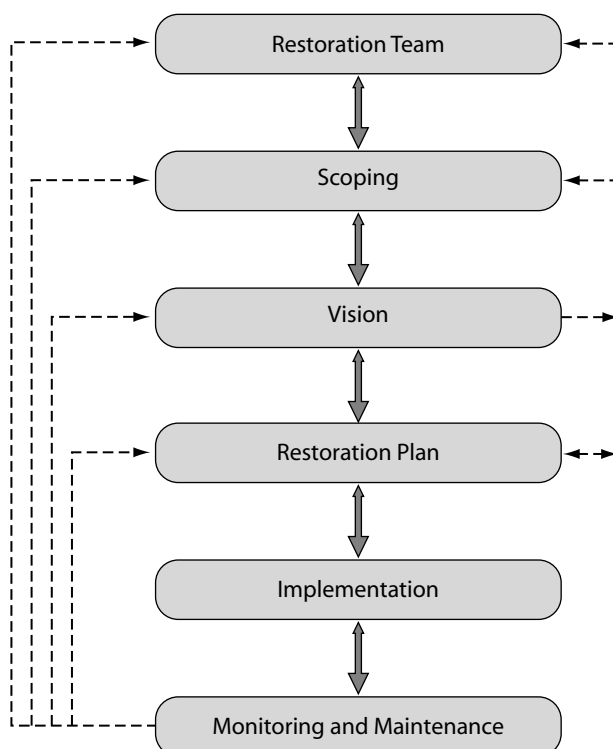 Restoration Team
Scoping
Vision
Restoration Plan
Implementation
Monitoring and Maintenance